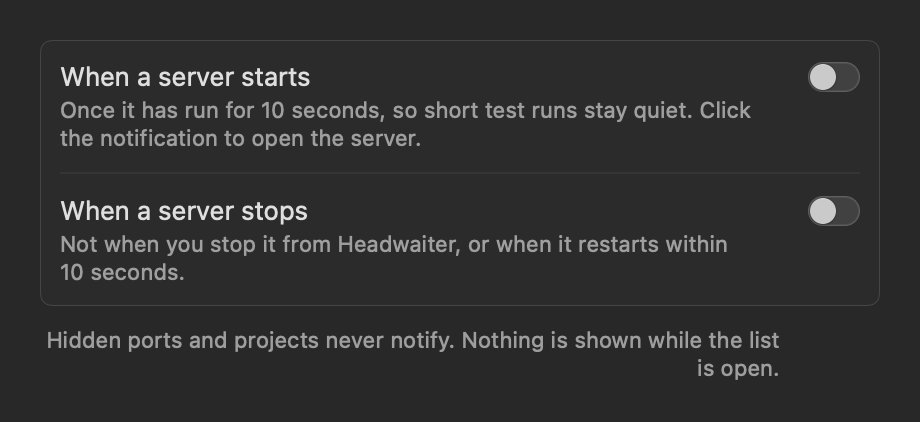 When a server starts
Once it has run for 10 seconds, so short test runs stay quiet. Click
the notification to open the server.
When a server stops
Not when you stop it from Headwaiter, or when it restarts within
10 seconds.
Hidden ports and projects never notify. Nothing is shown while the list
is open.